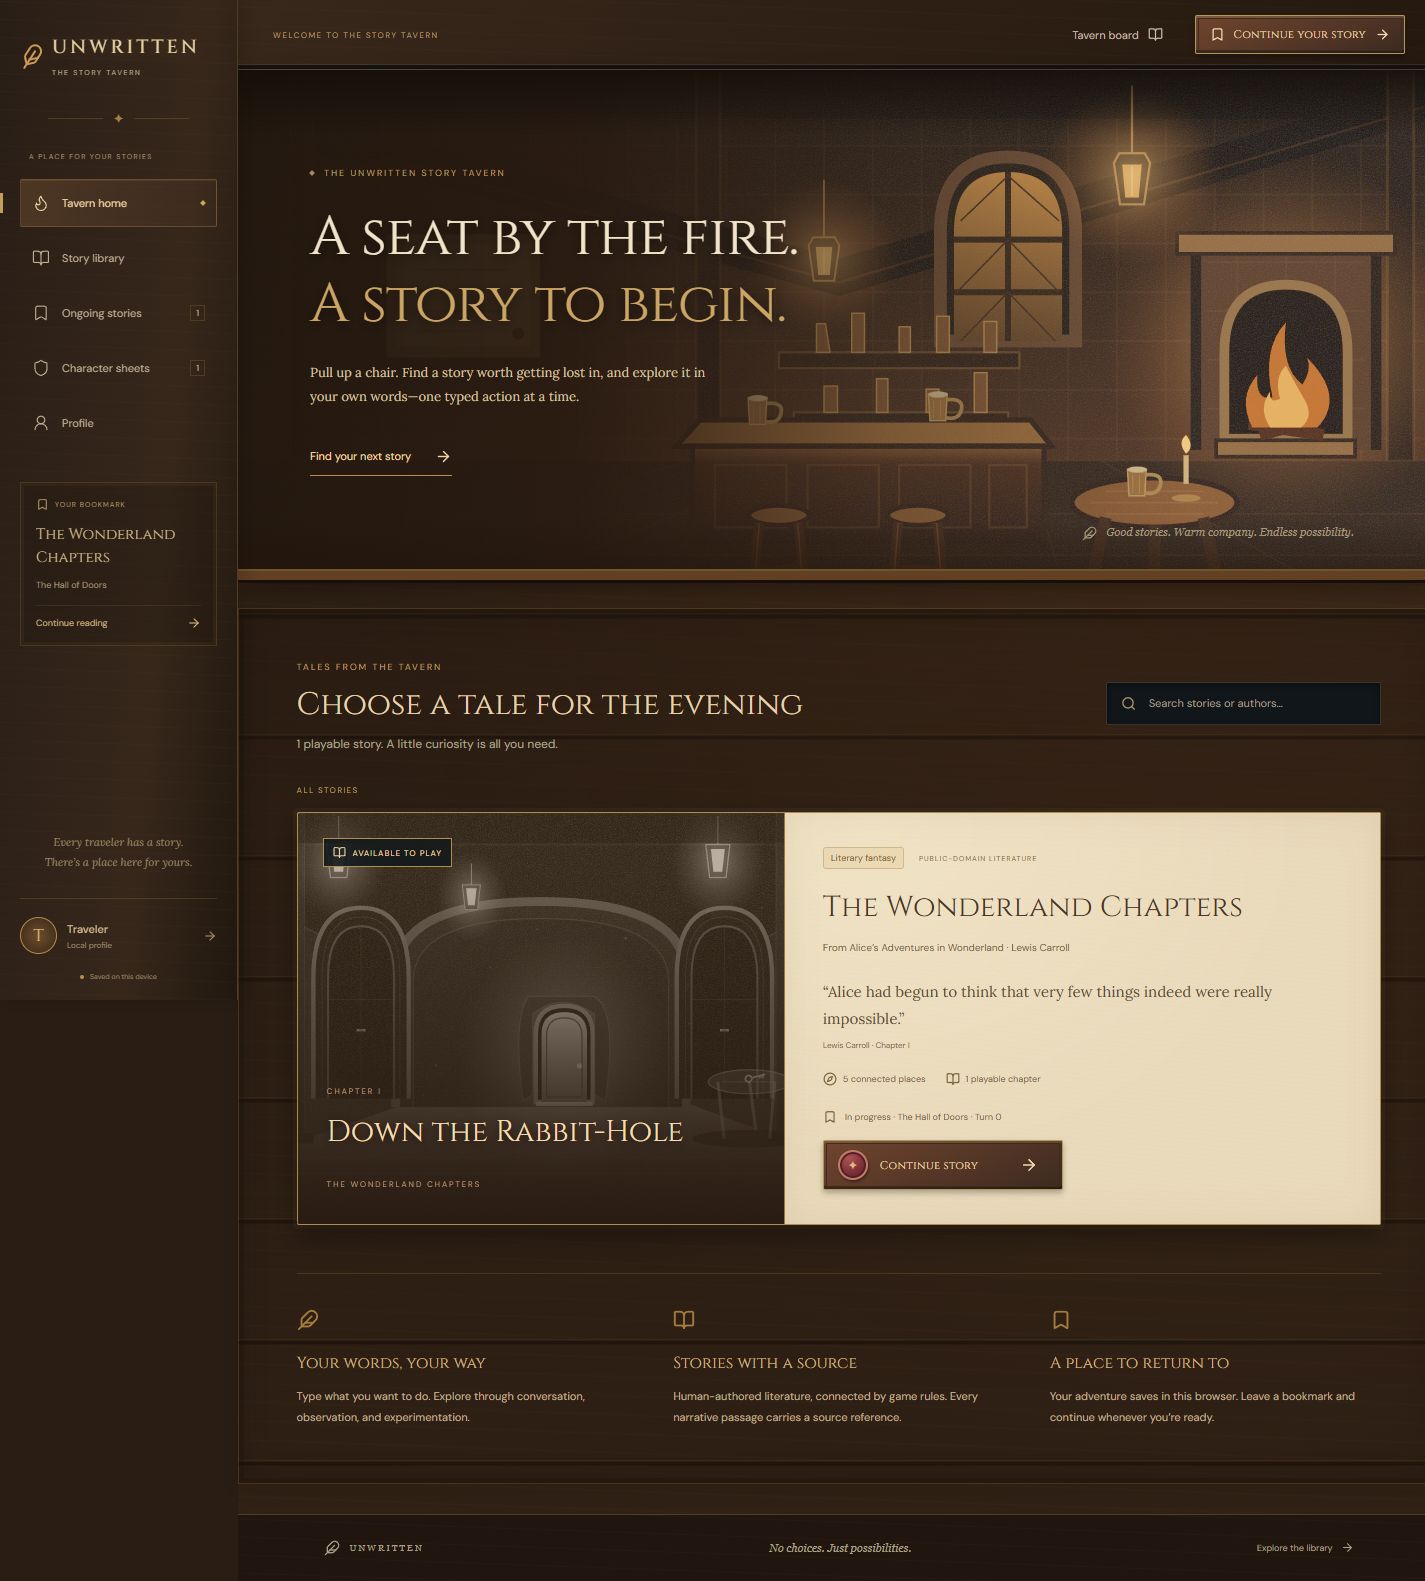 UNWRITTEN
THE STORY TAVERN
A PLACE FOR YOUR STORIES
Tavern home
Story library
Ongoing stories 1
Character sheets 1
Profile
YOUR BOOKMARK
The Wonderland
Chapters
The Hall of Doors
Continue reading
Every traveler has a story.
There's a place here for yours.
T
Traveler
Local profile
Saved on this device
WELCOME TO THE STORY TAVERN
Tavern board
Continue your story
THE UNWRITTEN STORY TAVERN
A seat by the fire.
A story to begin.
Pull up a chair. Find a story worth getting lost in, and explore it in
your own words—one typed action at a time.
Find your next story
Good stories. Warm company. Endless possibility.
TALES FROM THE TAVERN
Choose a tale for the evening
1 playable story. A little curiosity is all you need.
Search stories or authors…
ALL STORIES
AVAILABLE TO PLAY
CHAPTER I
Down the Rabbit-Hole
THE WONDERLAND CHAPTERS
Literary fantasy
PUBLIC-DOMAIN LITERATURE
The Wonderland Chapters
From Alice's Adventures in Wonderland · Lewis Carroll
“Alice had begun to think that very few things indeed were really
impossible.”
Lewis Carroll · Chapter I
5 connected places
1 playable chapter
In progress · The Hall of Doors · Turn 0
Continue story
Your words, your way
Type what you want to do. Explore through conversation,
observation, and experimentation.
Stories with a source
Human-authored literature, connected by game rules. Every
narrative passage carries a source reference.
A place to return to
Your adventure saves in this browser. Leave a bookmark and
continue whenever you're ready.
UNWRITTEN
No choices. Just possibilities.
Explore the library